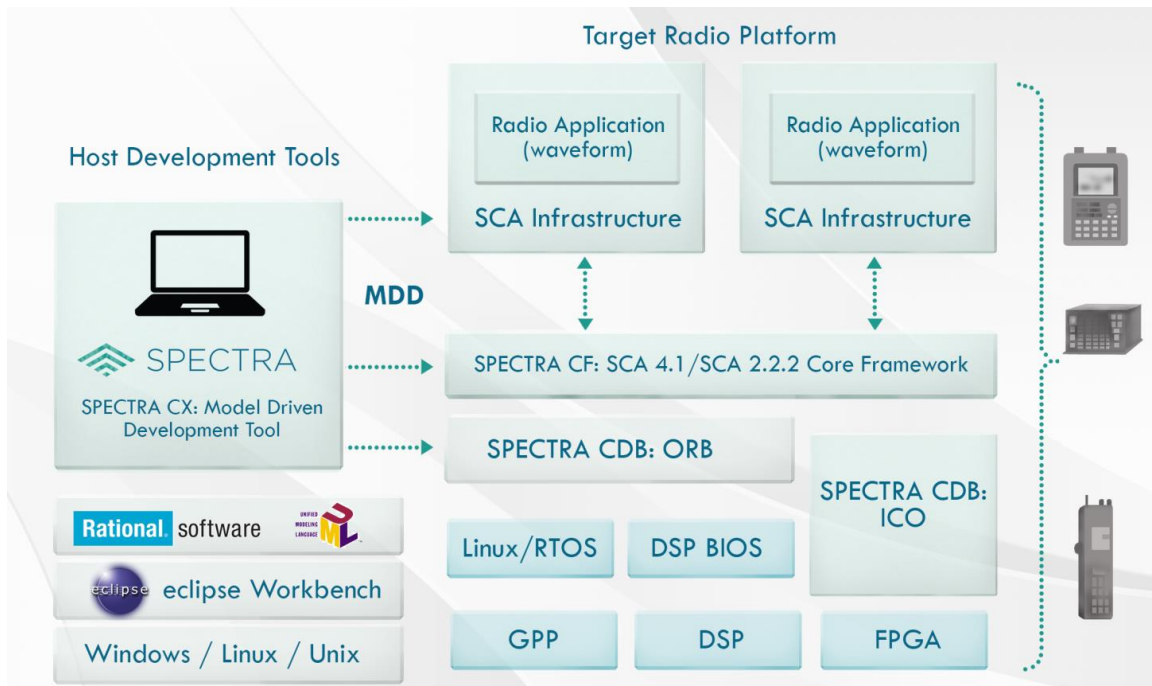 Target Radio Platform
Host Development Tools
SPECTRA
SPECTRA CX: Model Driven
Development Tool
Rational. software
UNIFIED
MODELING
LANGUAGE
UML
eclipse
eclipse Workbench
Windows / Linux / Unix
MDD
Radio Application
(waveform)
SCA Infrastructure
Radio Application
(waveform)
SCA Infrastructure
SPECTRA CF: SCA 4.1/SCA 2.2.2 Core Framework
SPECTRA CDB: ORB
SPECTRA CDB:
ICO
Linux/RTOS
DSP BIOS
GPP
DSP
FPGA